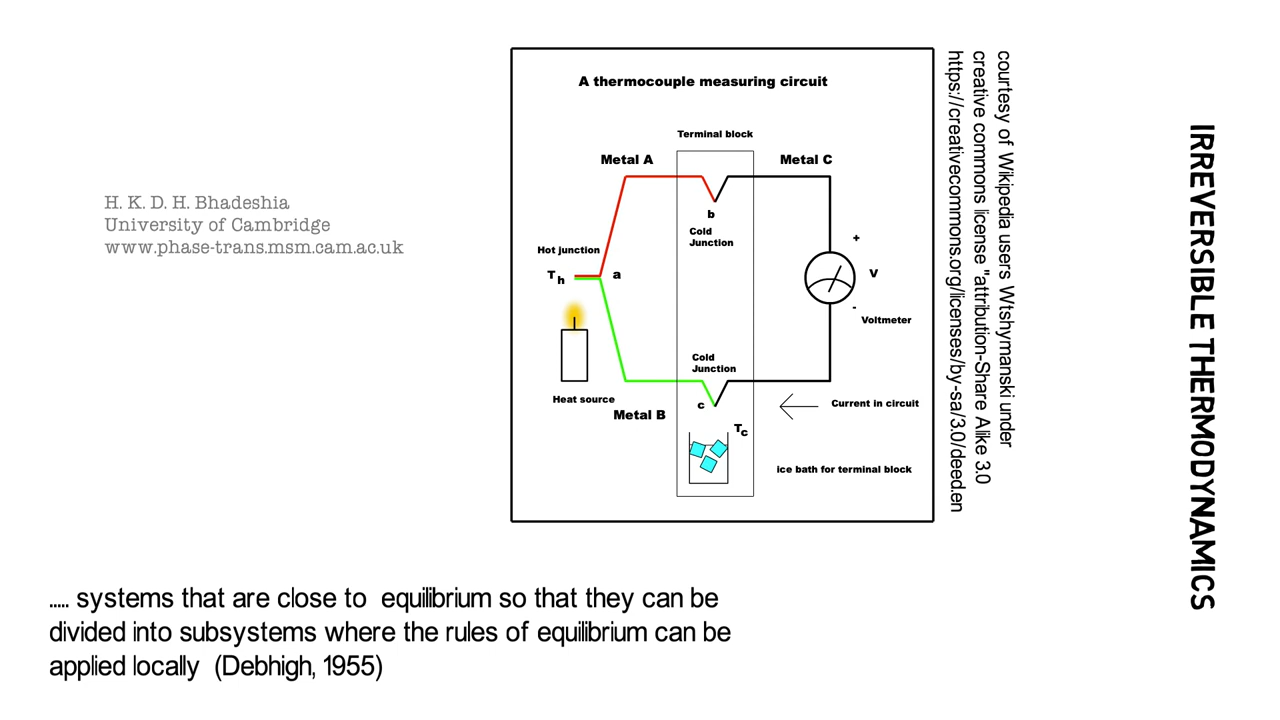 H. K. D. H. Bhadeshia
University of Cambridge
www.phase-trans.msm.cam.ac.uk
A thermocouple measuring circuit
Terminal block
Metal A
Metal C
b
Cold
Junction
Hot junction
Th
a
+
V
-
Voltmeter
Cold
Junction
Heat source
Metal B
c
Current in circuit
Tc
ice bath for terminal block
courtesy of Wikipedia users Wtshymanski under
creative commons license "attribution-Share Alike 3.0
https://creativecommons.org/licenses/by-sa/3.0/deed.en
IRREVERSIBLE THERMODYNAMICS
..... systems that are close to equilibrium so that they can be
divided into subsystems where the rules of equilibrium can be
applied locally (Debhigh, 1955)